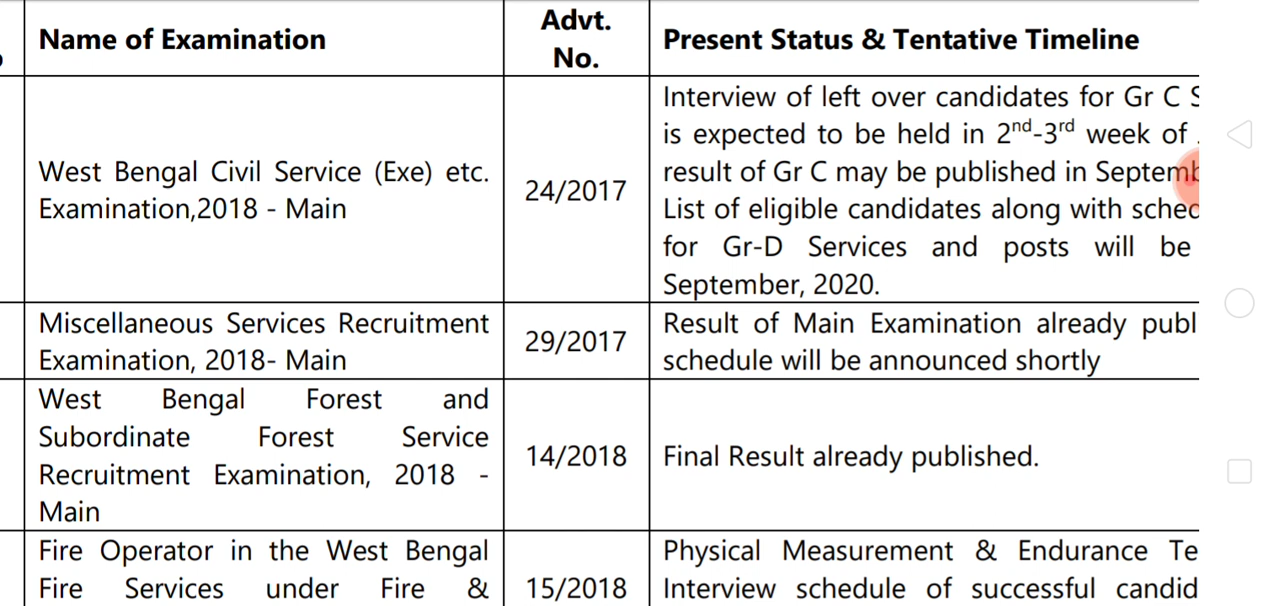 Name of Examination
Advt.
No.
Present Status & Tentative Timeline
West Bengal Civil Service (Exe) etc.
Examination,2018 - Main
24/2017
Interview of left over candidates for Gr C
is expected to be held in 2nd-3rd week of
result of Gr C may be published in
List of eligible candidates along with
for Gr-D Services and posts will be
September, 2020.
Miscellaneous Services Recruitment
Examination, 2018- Main
29/2017
Result of Main Examination already publ
schedule will be announced shortly
West Bengal Forest and
Subordinate Forest Service
Recruitment Examination, 2018 -
Main
14/2018
Final Result already published.
Fire Operator in the West Bengal
Fire Services under Fire &
15/2018
Physical Measurement & Endurance Te
Interview schedule of successful candid